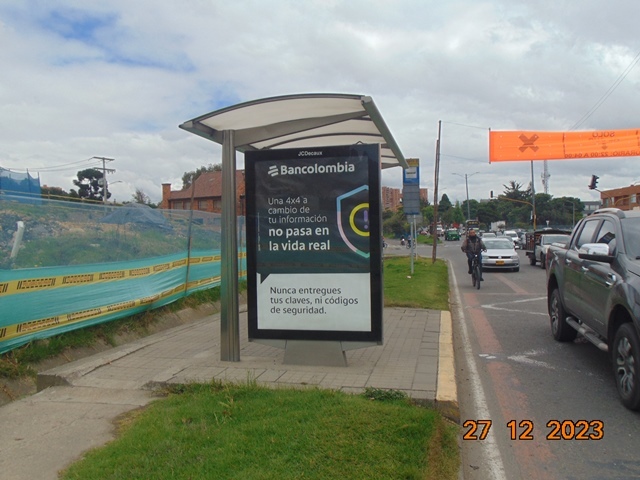 JCDecaux
Bancolombia
Una 4x4 a
cambio de
tu información
no pasa en
la vida real
Nunca entregues
tus claves, ni códigos
de seguridad.
27 12 2023